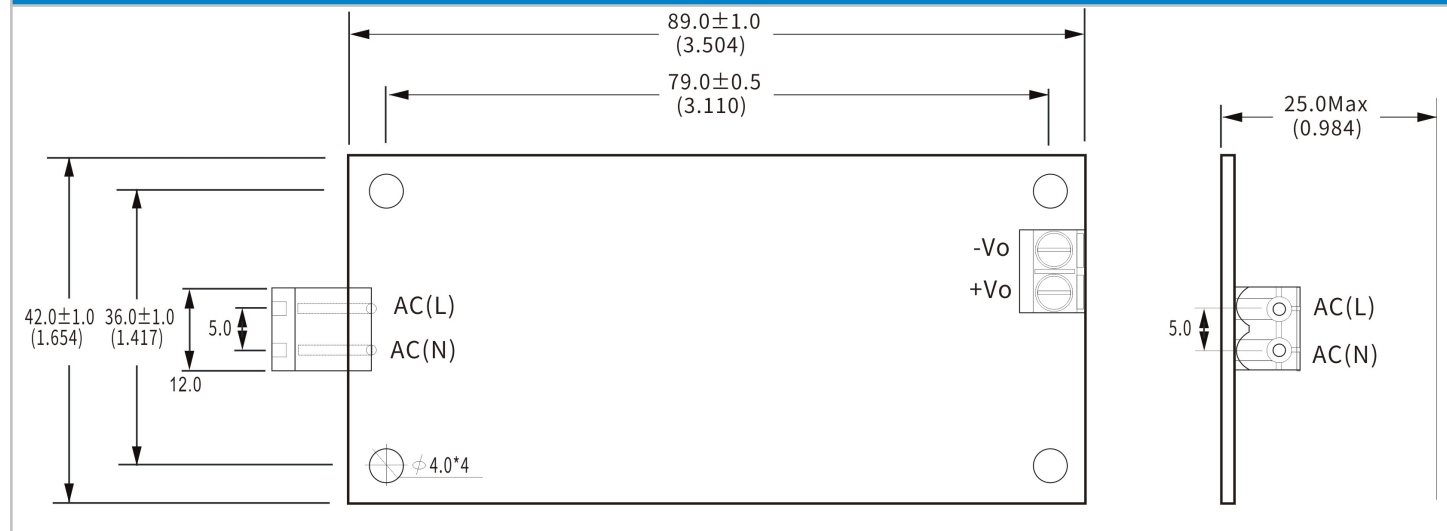 89.0±1.0
(3.504)
79.0±0.5
(3.110)
25.0Max
(0.984)
-Vo
+Vo
42.0±1.0
(1.654)
36.0±1.0
(1.417)
5.0
12.0
AC(L)
AC(N)
5.0
AC(L)
AC(N)
ϕ4.0*4